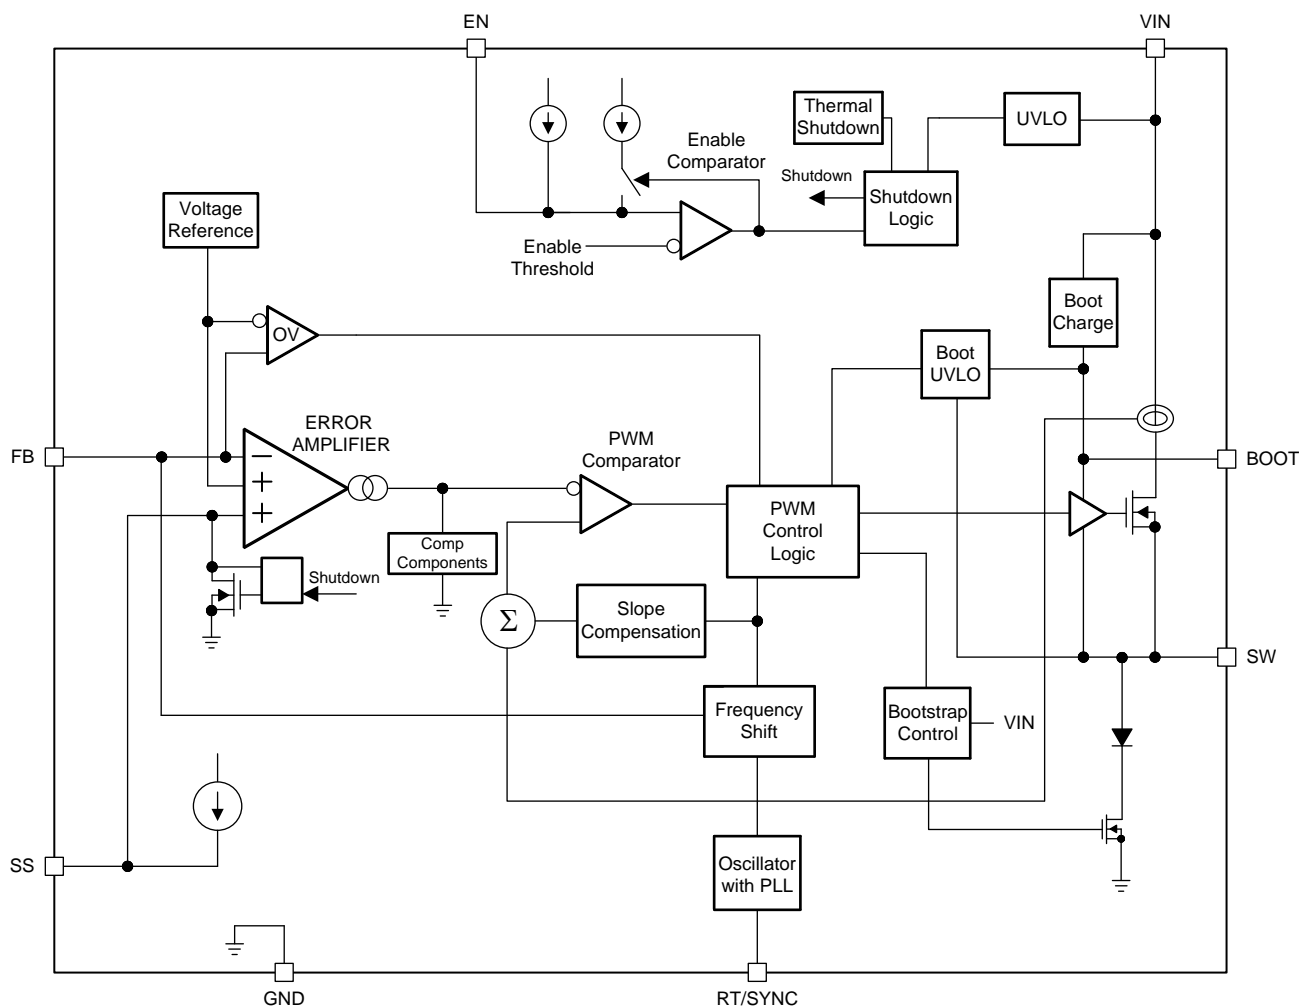 EN
VIN
Thermal
Shutdown
UVLO
Enable
Comparator
Shutdown
Shutdown
Logic
Voltage
Reference
Enable
Threshold
Boot
Charge
OV
Boot
UVLO
ERROR
AMPLIFIER
PWM
Comparator
FB
BOOT
−
+
+
PWM
Control
Logic
Comp
Components
Shutdown
Σ
Slope
Compensation
SW
Frequency
Shift
Bootstrap
Control
VIN
SS
Oscillator
with PLL
GND
RT/SYNC